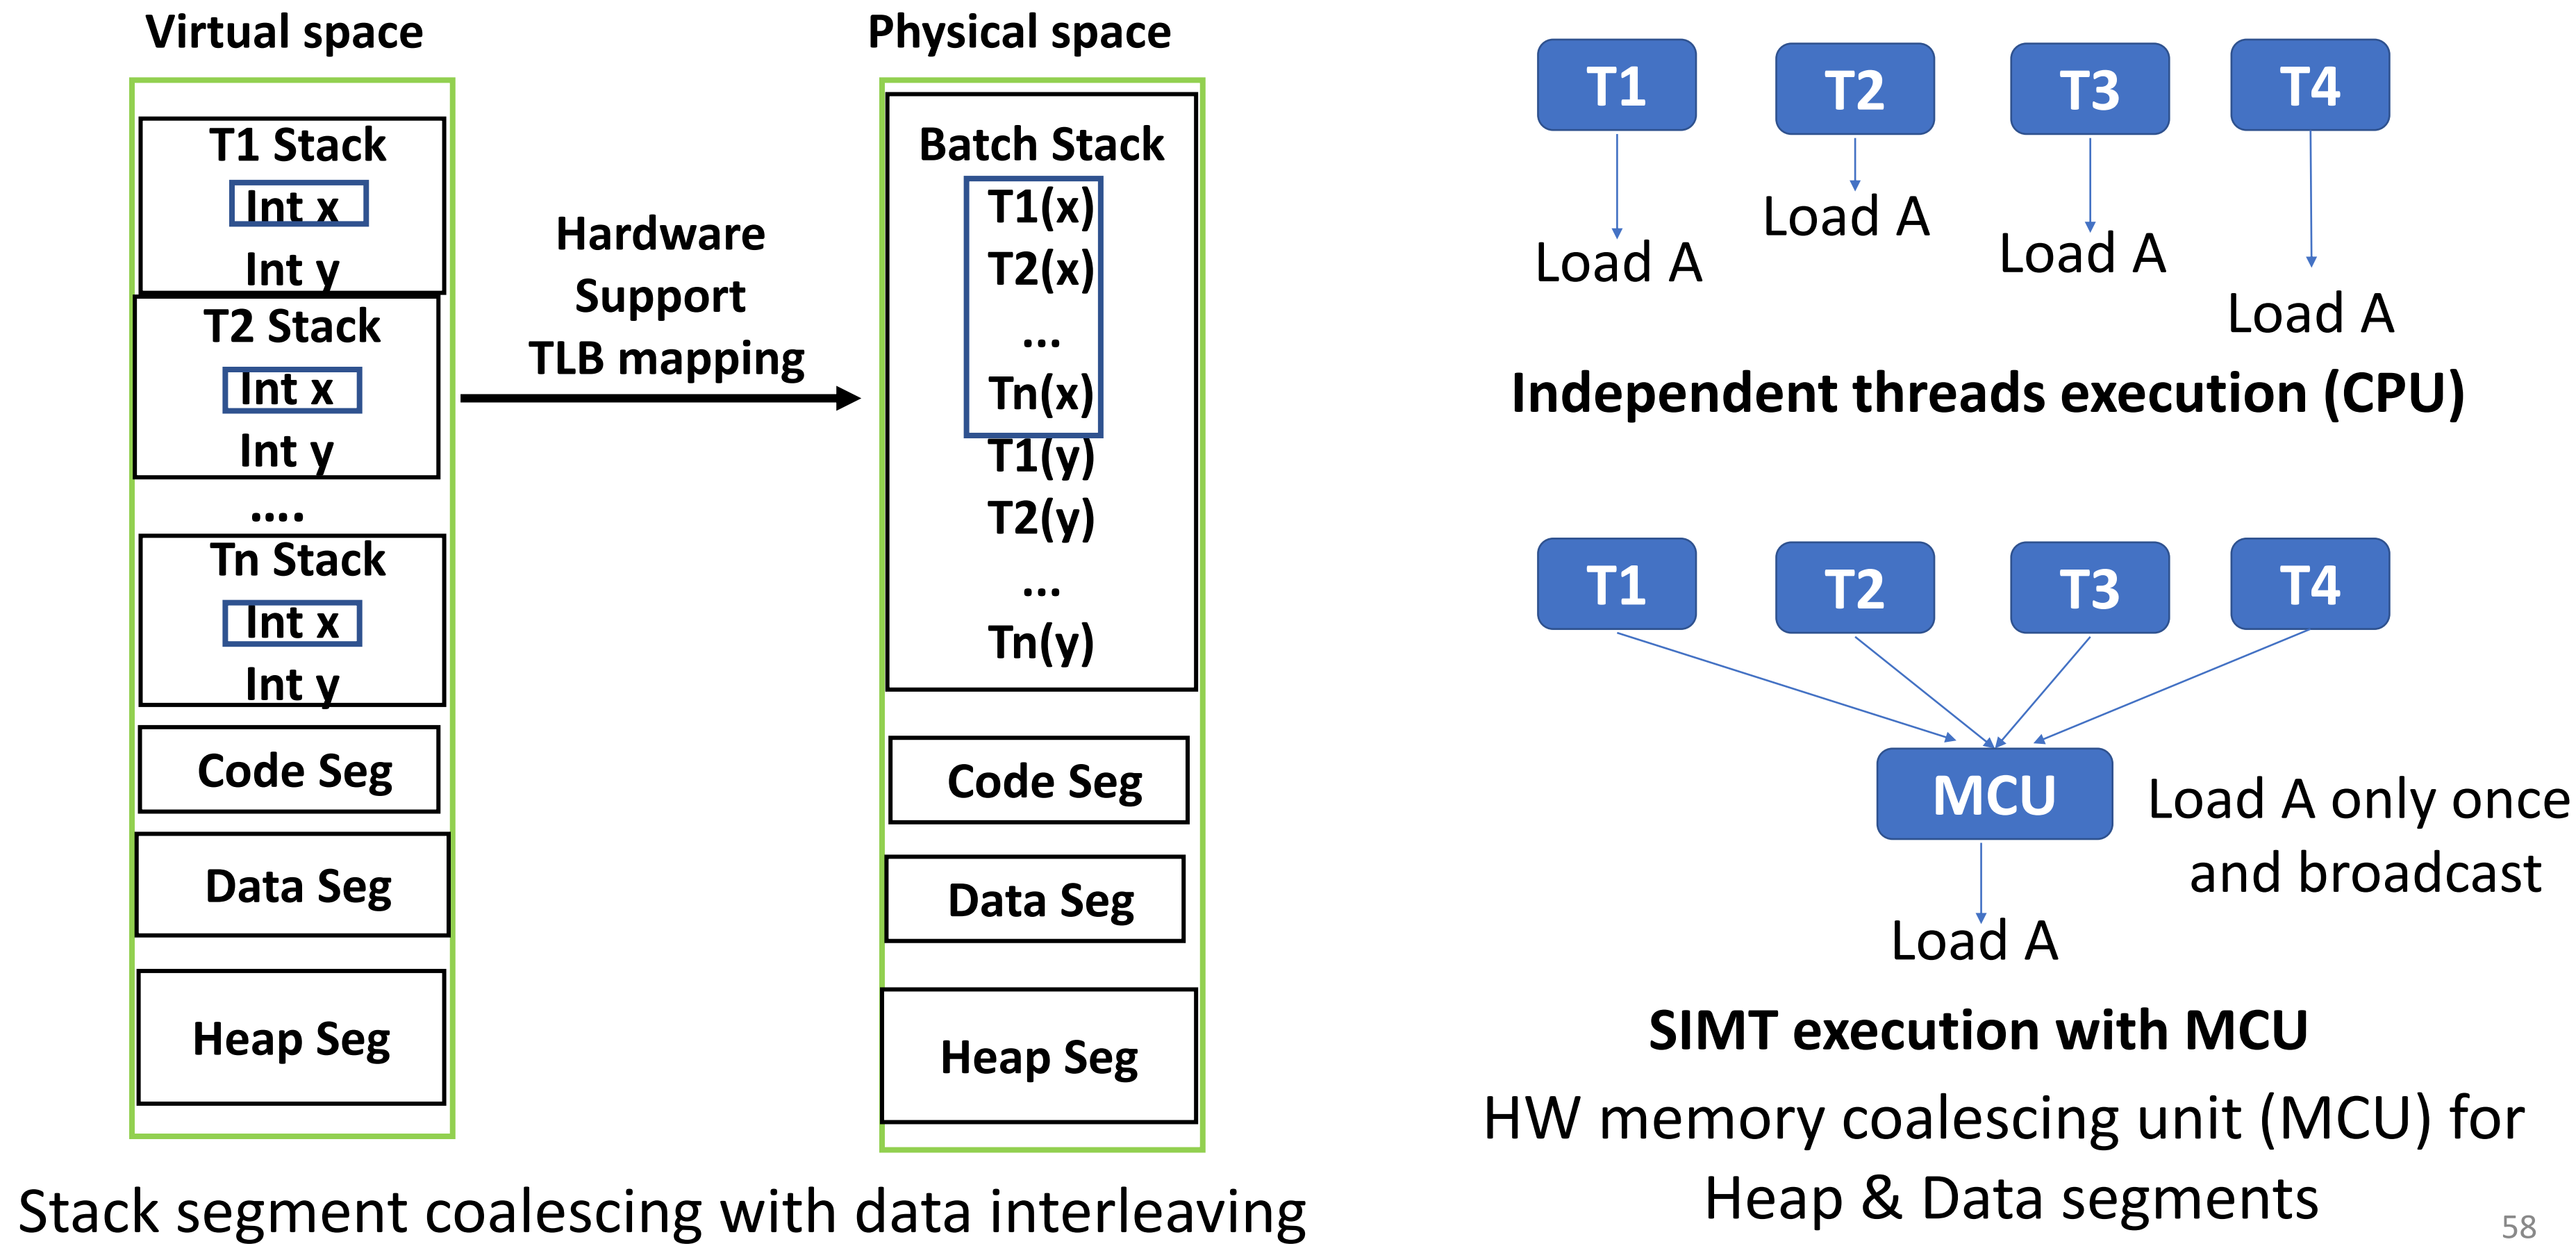 Virtual space
T1 Stack
Int x
Int y
T2 Stack
Int x
Int y
....
Tn Stack
Int x
Int y
Code Seg
Data Seg
Heap Seg
Hardware
Support
TLB mapping
Physical space
Batch Stack
T1(x)
T2(x)
...
Tn(x)
T1(y)
T2(y)
...
Tn(y)
Code Seg
Data Seg
Heap Seg
Stack segment coalescing with data interleaving
T1
T2
T3
T4
Load A
Load A
Load A
Load A
Independent threads execution (CPU)
T1
T2
T3
T4
MCU
Load A only once
and broadcast
Load A
SIMT execution with MCU
HW memory coalescing unit (MCU) for
Heap & Data segments
58